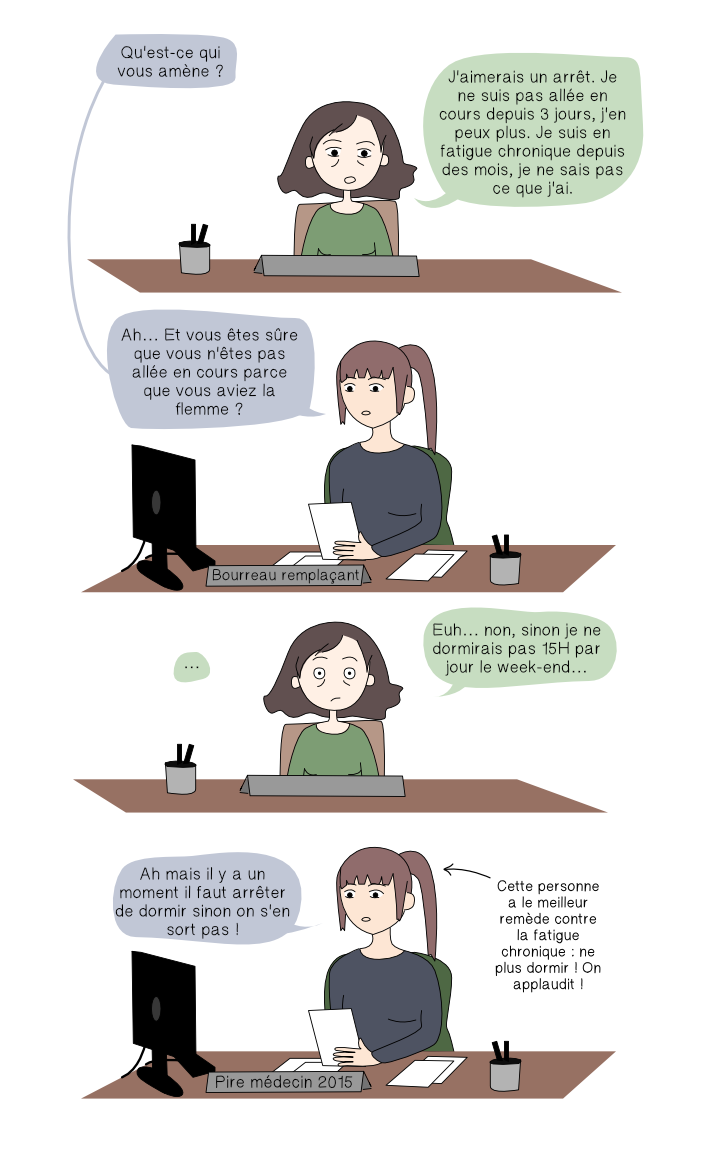 Qu'est-ce qui
vous amène ?
J'aimerais un arrêt. Je
ne suis pas allée en
cours depuis 3 jours, j'en
peux plus. Je suis en
fatigue chronique depuis
des mois, je ne sais pas
ce que j'ai.
Ah... Et vous êtes sûre
que vous n'êtes pas
allée en cours parce
que vous aviez la
flemme ?
Bourreau remplaçant
...
Euh... non, sinon je ne
dormirais pas 15H par
jour le week-end...
Ah mais il y a un
moment il faut arrêter
de dormir sinon on s'en
sort pas !
Cette personne
a le meilleur
remède contre
la fatigue
chronique : ne
plus dormir ! On
applaudit !
Pire médecin 2015